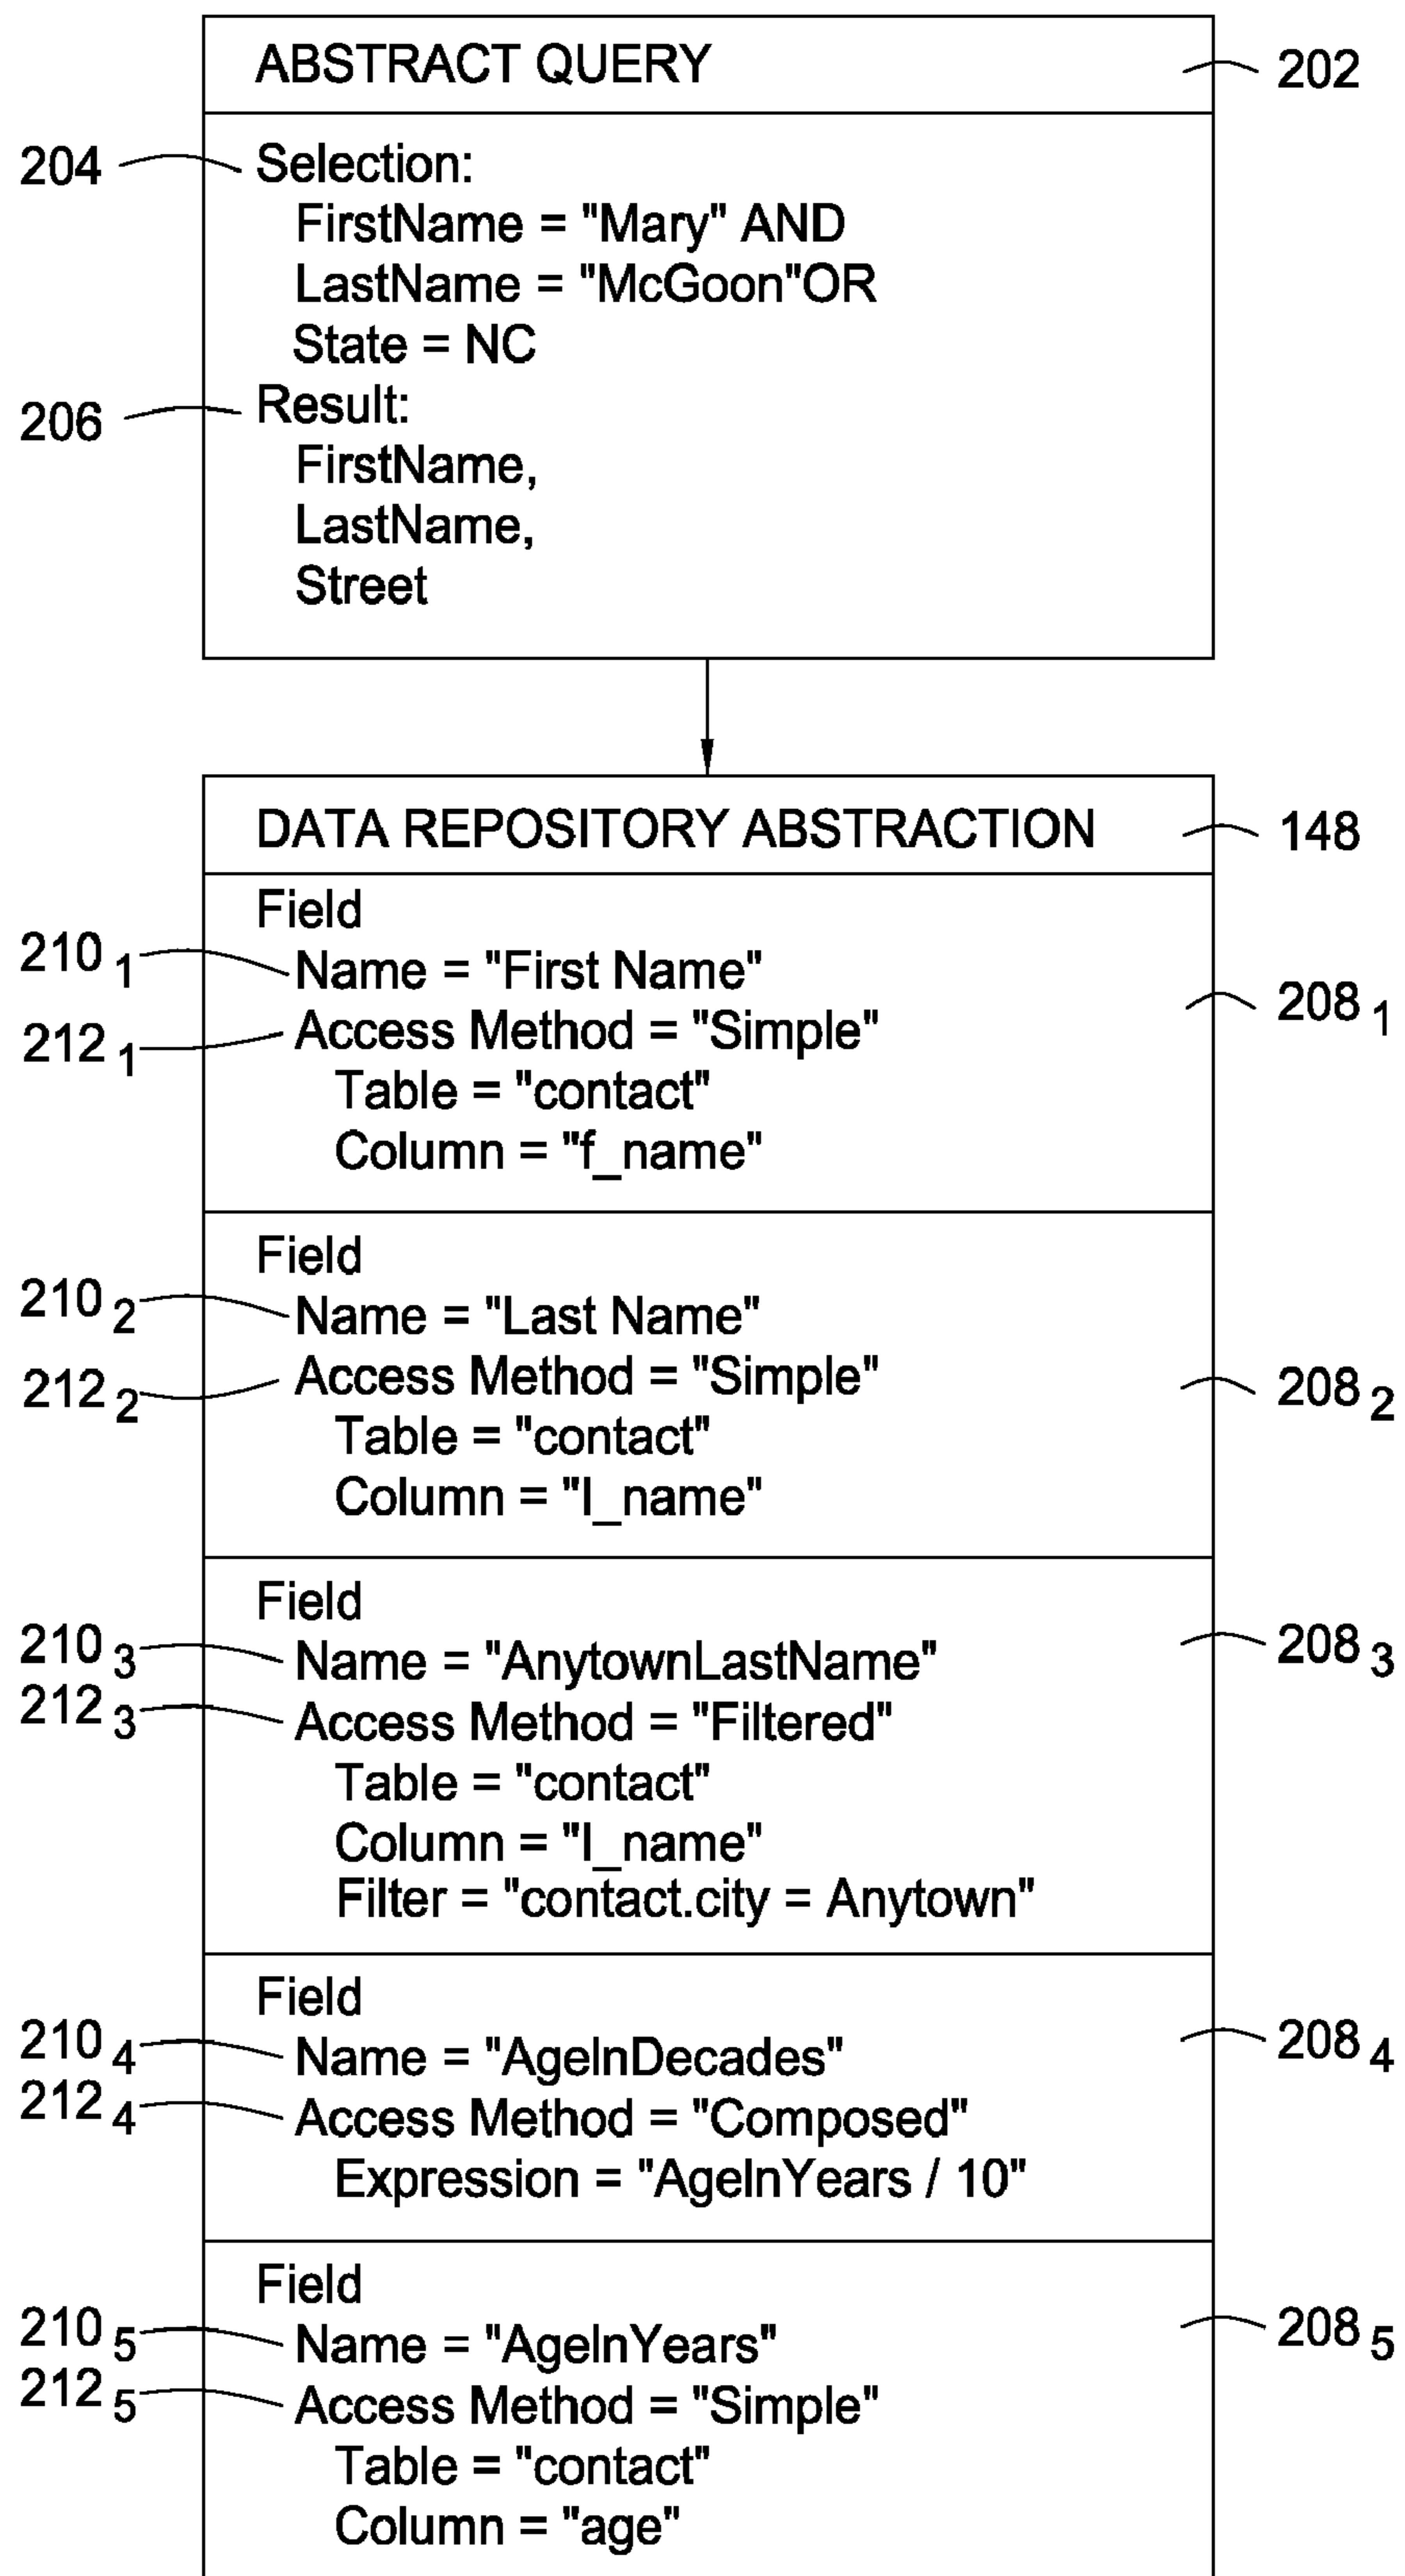 ABSTRACT QUERY 202
204 Selection:
FirstName = "Mary" AND
LastName = "McGoon"OR
State = NC
206 Result:
FirstName,
LastName,
Street
DATA REPOSITORY ABSTRACTION 148
Field
210 1 Name = "First Name" 208 1
212 1 Access Method = "Simple"
Table = "contact"
Column = "f_name"
Field
210 2 Name = "Last Name"
212 2 Access Method = "Simple" 208 2
Table = "contact"
Column = "l_name"
Field
210 3 Name = "AnytownLastName" 208 3
212 3 Access Method = "Filtered"
Table = "contact"
Column = "l_name"
Filter = "contact.city = Anytown"
Field
210 4 Name = "AgeInDecades" 208 4
212 4 Access Method = "Composed"
Expression = "AgeInYears / 10"
Field
210 5 Name = "AgeInYears" 208 5
212 5 Access Method = "Simple"
Table = "contact"
Column = "age"